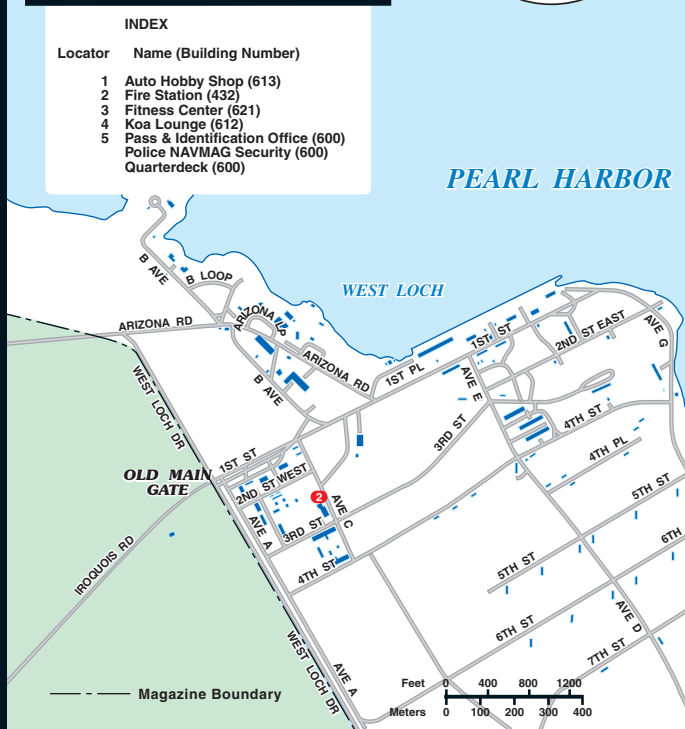 INDEX
Locator Name (Building Number)
1 Auto Hobby Shop (613)
2 Fire Station (432)
3 Fitness Center (621)
4 Koa Lounge (612)
5 Pass & Identification Office (600)
Police NAVMAG Security (600)
Quarterdeck (600)
PEARL HARBOR
WEST LOCH
B AVE
B LOOP
ARIZONA RD
ARIZONA LP
ARIZONA RD
B AVE
1ST PL
1ST ST
2ND ST EAST
AVE G
AVE E
WEST LOCH DR
3RD ST
4TH ST
4TH PL
1ST ST
OLD MAIN
GATE
2ND ST WEST
2
AVE C
AVE A
3RD ST
4TH ST
5TH ST
6TH
IROQUOIS RD
5TH ST
6TH ST
AVE D
7TH ST
WEST LOCH DR
AVE A
Magazine Boundary
Feet 0 400 800 1200
Meters 0 100 200 300 400